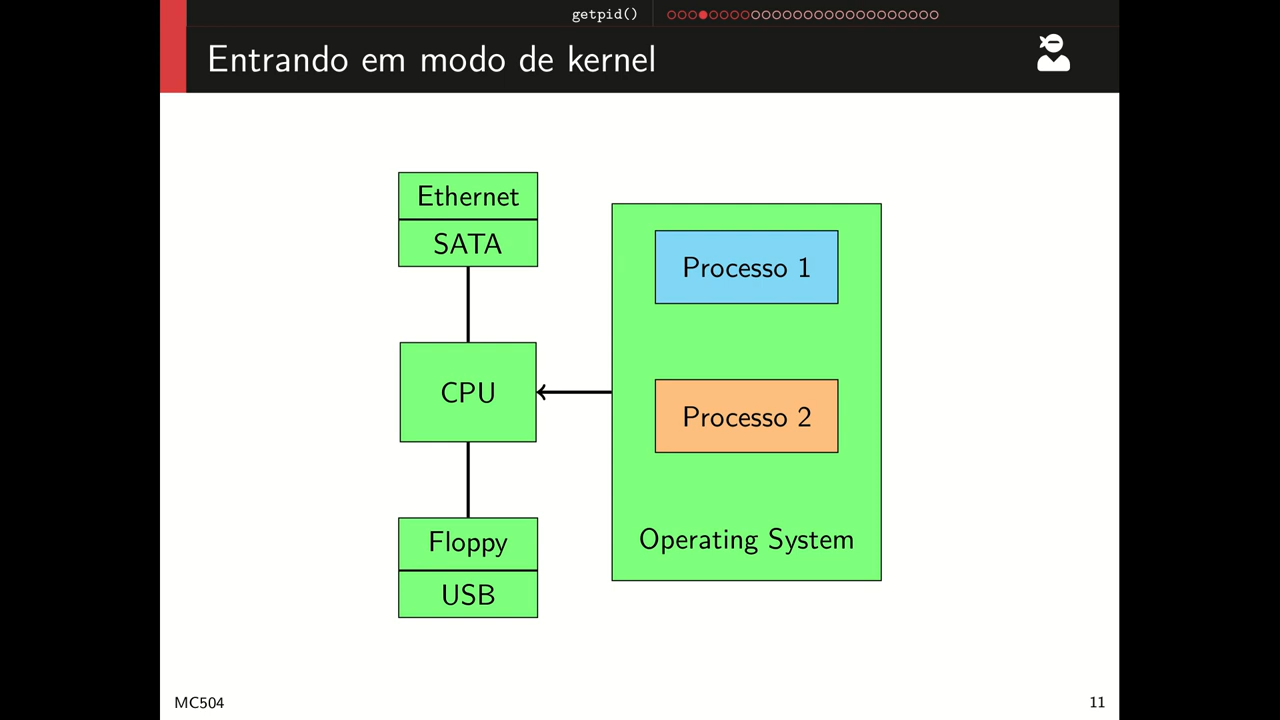 getpid()
Entrando em modo de kernel
Ethernet
SATA
CPU
Floppy
USB
Processo 1
Processo 2
Operating System
MC504
11